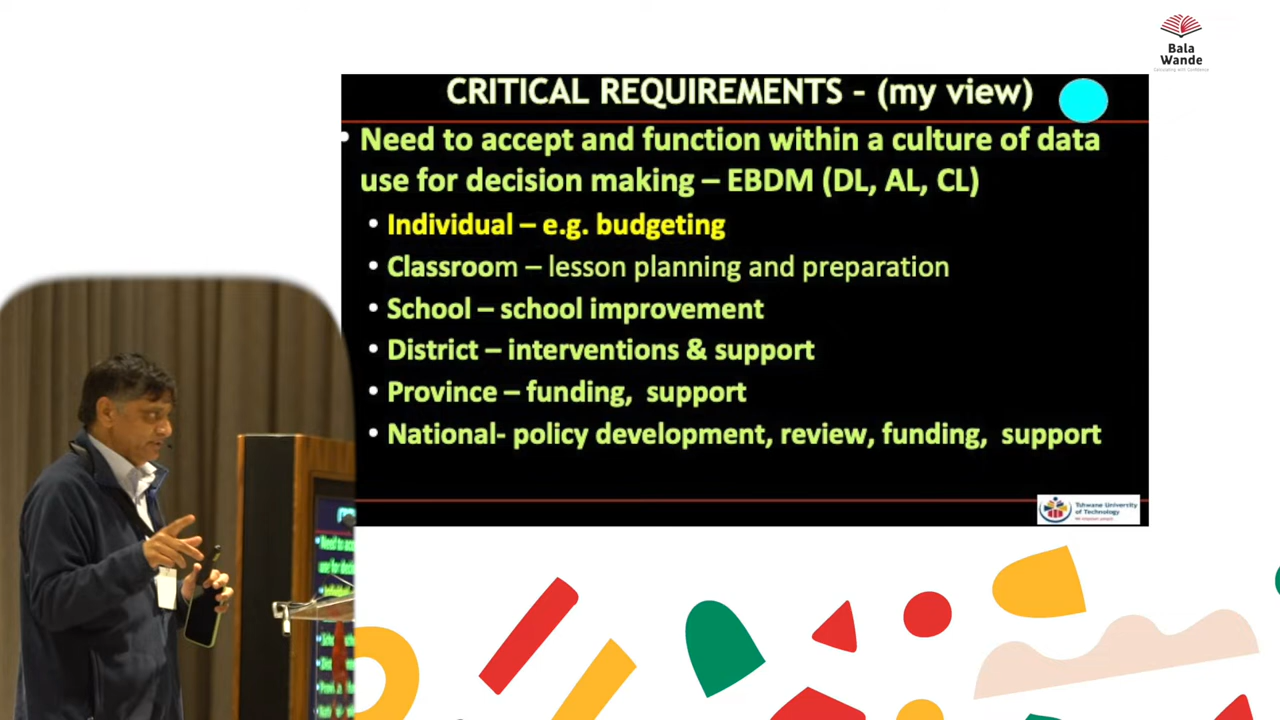 Bala
Wande
CRITICAL REQUIREMENTS - (my view)
• Need to accept and function within a culture of data
use for decision making – EBDM (DL, AL, CL)
• Individual – e.g. budgeting
• Classroom – lesson planning and preparation
• School – school improvement
• District – interventions & support
• Province – funding,  support
• National- policy development, review, funding,  support
Tshwane University
of Technology